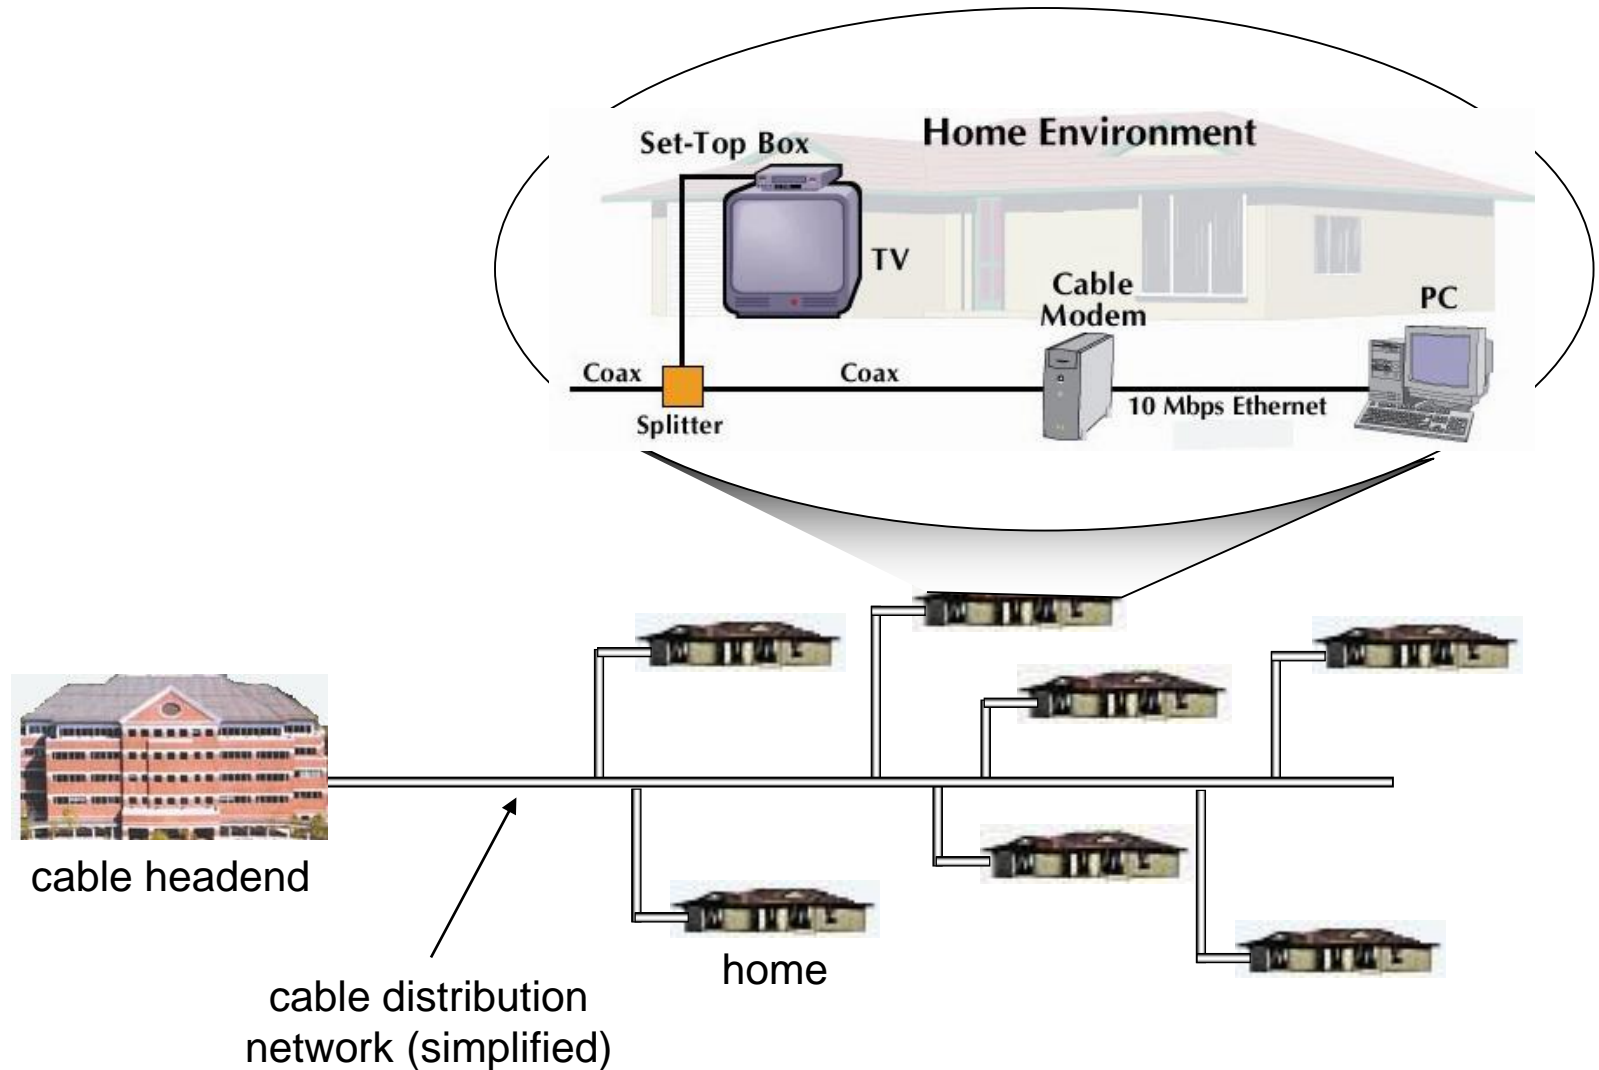 Home Environment
Set-Top Box
TV
Cable
Modem
PC
Coax
Coax
10 Mbps Ethernet
Splitter
cable headend
home
cable distribution
network (simplified)